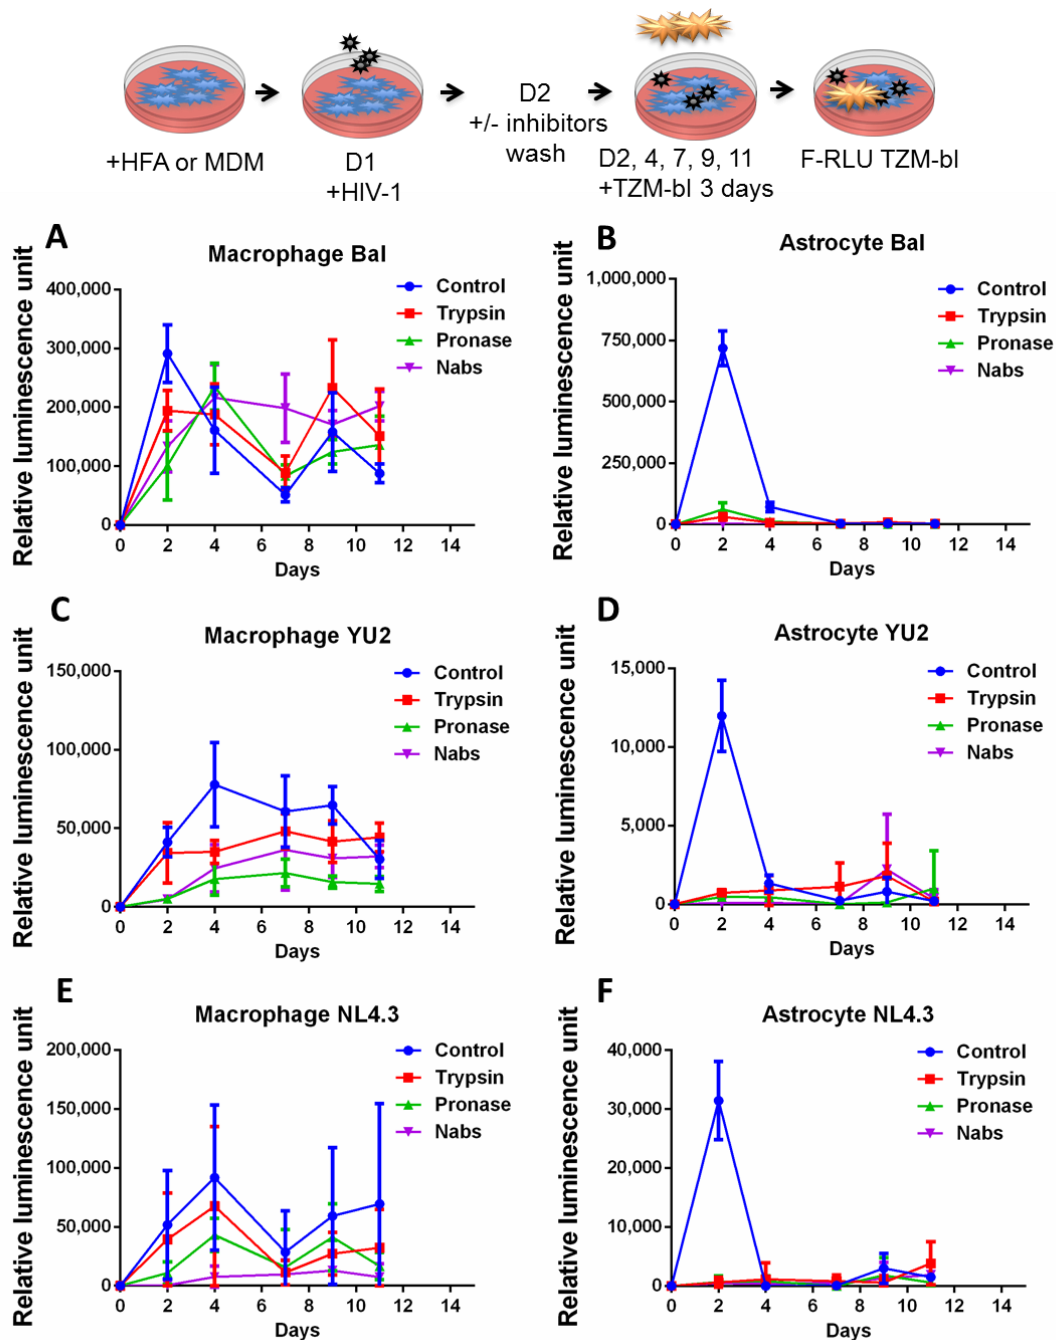 +HFA or MDM
D1
+HIV-1
D2
+/- inhibitors
wash
D2, 4, 7, 9, 11
+TZM-bl 3 days
F-RLU TZM-bl
A
Macrophage Bal
Relative luminescence unit
400,000
300,000
200,000
100,000
0
0 2 4 6 8 10 12 14
Days
Control
Trypsin
Pronase
Nabs
B
Astrocyte Bal
Relative luminescence unit
1,000,000
750,000
500,000
250,000
0
0 2 4 6 8 10 12 14
Days
Control
Trypsin
Pronase
Nabs
C
Macrophage YU2
Relative luminescence unit
150,000
100,000
50,000
0
0 2 4 6 8 10 12 14
Days
Control
Trypsin
Pronase
Nabs
D
Astrocyte YU2
Relative luminescence unit
15,000
10,000
5,000
0
0 2 4 6 8 10 12 14
Days
Control
Trypsin
Pronase
Nabs
E
Macrophage NL4.3
Relative luminescence unit
200,000
150,000
100,000
50,000
0
0 2 4 6 8 10 12 14
Days
Control
Trypsin
Pronase
Nabs
F
Astrocyte NL4.3
Relative luminescence unit
40,000
30,000
20,000
10,000
0
0 2 4 6 8 10 12 14
Days
Control
Trypsin
Pronase
Nabs